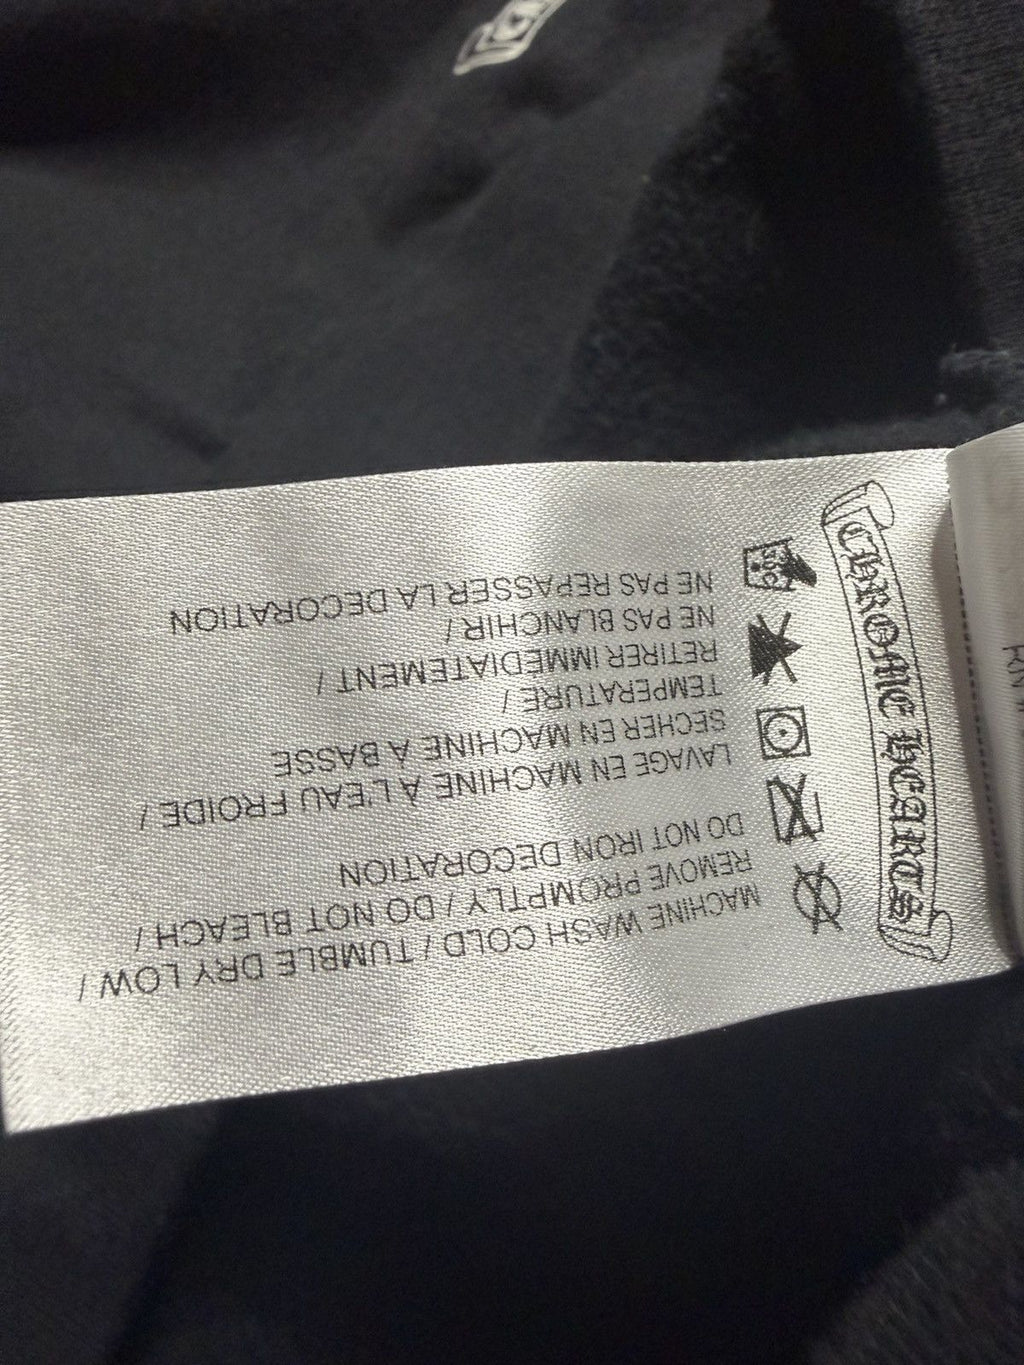 CHROME HEARTS
MACHINE WASH COLD / TUMBLE DRY LOW /
REMOVE PROMPTLY / DO NOT BLEACH /
DO NOT IRON DECORATION
LAVAGE EN MACHINE À L'EAU FROIDE /
SECHER EN MACHINE A BASSE
TEMPERATURE /
RETIRER IMMEDIATEMENT /
NE PAS BLANCHIR /
NE PAS REPASSER LA DECORATION